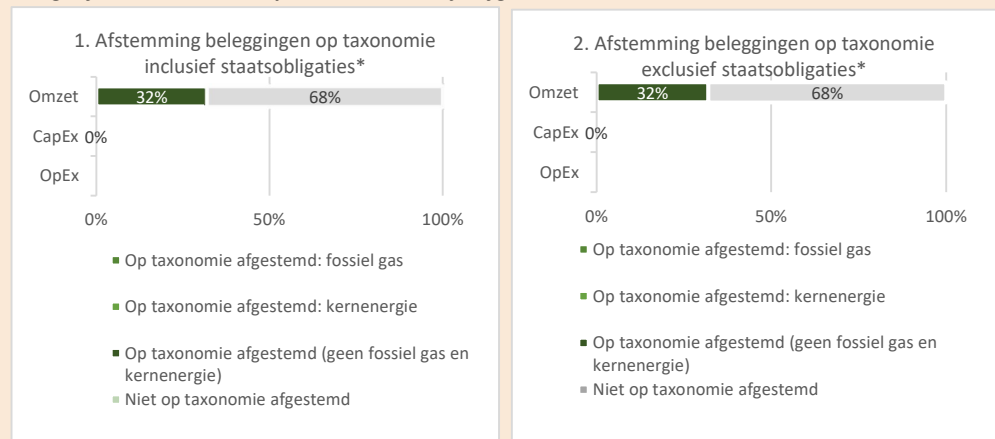 1. Afstemming beleggingen op taxonomie
inclusief staatsobligaties*
Omzet
32%
68%
CapEx
0%
OpEx
0%
50%
100%
Op taxonomie afgestemd: fossiel gas
Op taxonomie afgestemd: kernenergie
Op taxonomie afgestemd (geen fossiel gas en
kernenergie)
Niet op taxonomie afgestemd
2. Afstemming beleggingen op taxonomie
exclusief staatsobligaties*
Omzet
32%
68%
CapEx
0%
OpEx
0%
50%
100%
Op taxonomie afgestemd: fossiel gas
Op taxonomie afgestemd: kernenergie
Op taxonomie afgestemd (geen fossiel gas en
kernenergie)
Niet op taxonomie afgestemd